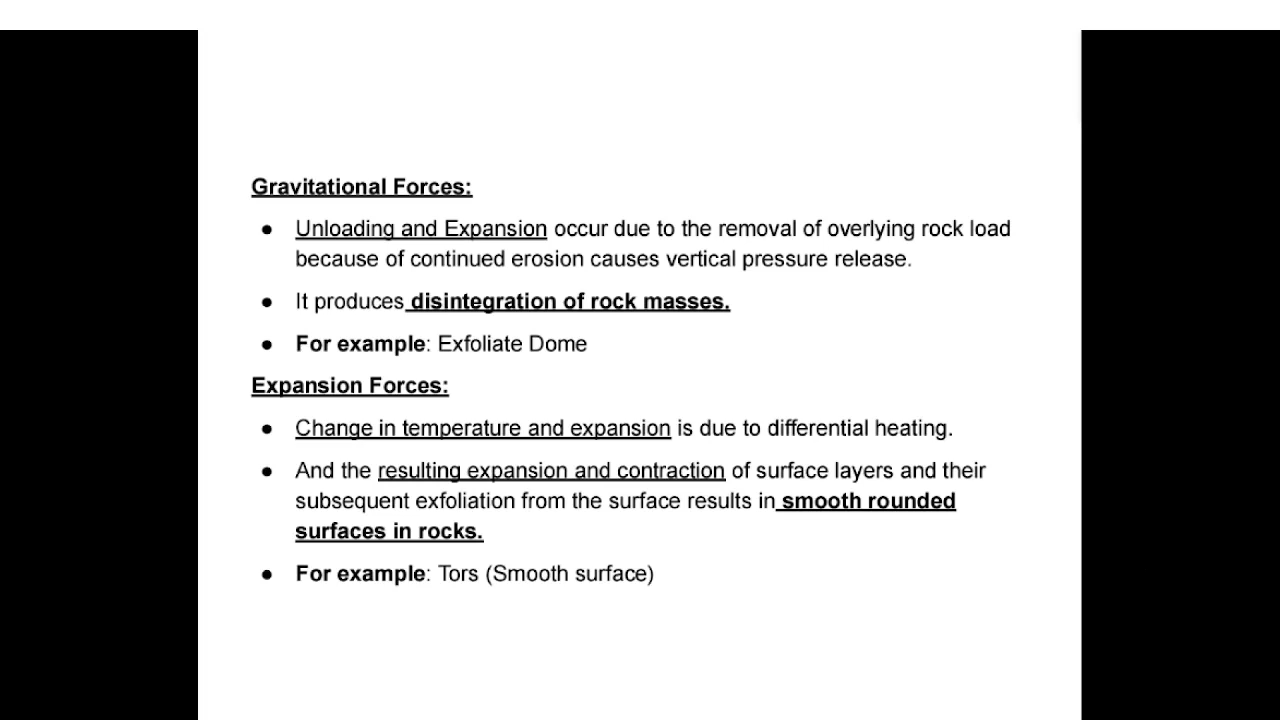 Gravitational Forces:
● Unloading and Expansion occur due to the removal of overlying rock load
because of continued erosion causes vertical pressure release.
● It produces disintegration of rock masses.
● For example: Exfoliate Dome
Expansion Forces:
● Change in temperature and expansion is due to differential heating.
● And the resulting expansion and contraction of surface layers and their
subsequent exfoliation from the surface results in smooth rounded
surfaces in rocks.
● For example: Tors (Smooth surface)